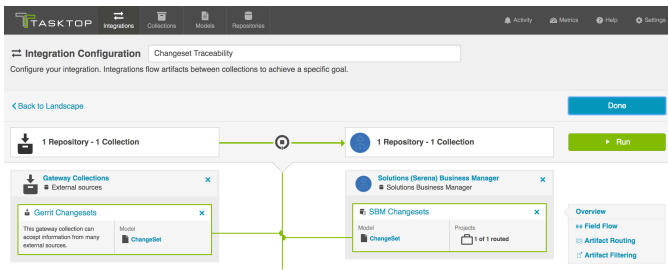 TASKTOP
Integrations
Collections
Models
Repositories
Activity
Metrics
Help
Settings
Integration Configuration
Changeset Traceability
Configure your integration. Integrations flow artifacts between collections to achieve a specific goal.
Back to Landscape
Done
1 Repository - 1 Collection
1 Repository - 1 Collection
Run
Gateway Collections
External sources
Solutions (Serena) Business Manager
Solutions Business Manager
Gerrit Changesets
This gateway collection can
accept information from many
external sources.
Model
ChangeSet
SBM Changesets
Model
ChangeSet
Projects
1 of 1 routed
Overview
Field Flow
Artifact Routing
Artifact Filtering